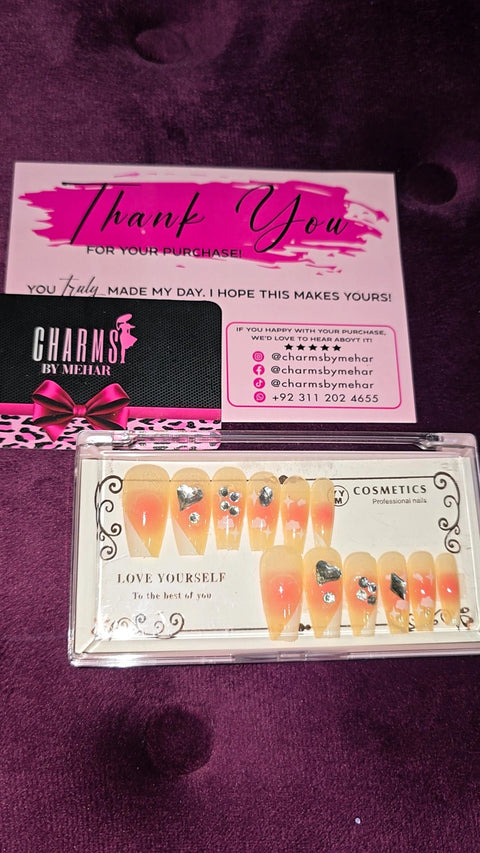 Thank You
FOR YOUR PURCHASE!
YOU truly MADE MY DAY. I HOPE THIS MAKES YOURS!
CHARMS
BY MEHAR
IF YOU HAPPY WITH YOUR PURCHASE,
WE'D LOVE TO HEAR ABOYT IT!
@charmsbymehar
@charmsbymehar
@charmsbymehar
+92 311 202 4655
COSMETICS
Professional nails
LOVE YOURSELF
To the best of you